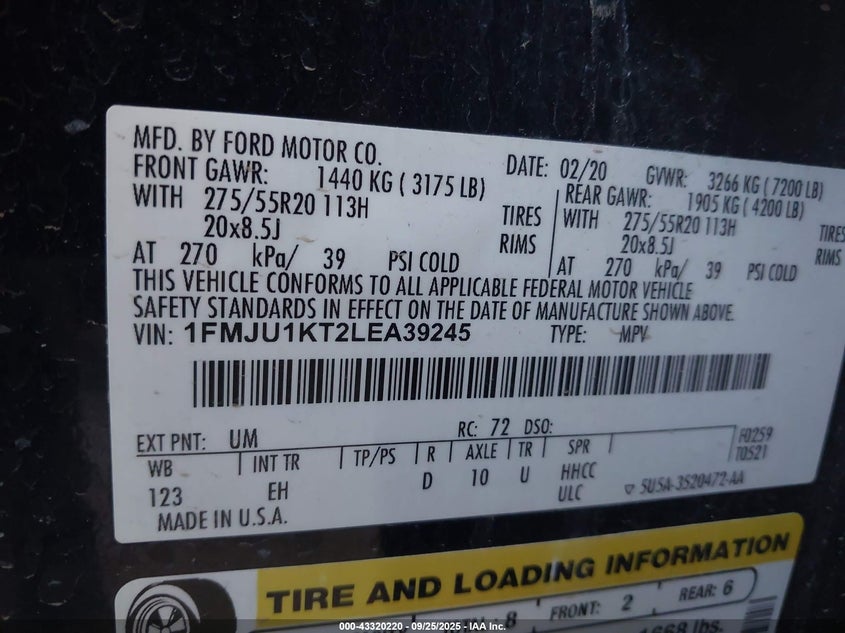 MFD. BY FORD MOTOR CO.
DATE: 02/20 GVWR: 3266 KG ( 7200 LB)
FRONT GAWR: 1440 KG ( 3175 LB)
WITH 275/55R20 113H TIRES
20x8.5J RIMS
AT 270 kPa/ 39 PSI COLD
REAR GAWR: 1905 KG ( 4200 LB)
WITH 275/55R20 113H TIRES
20x8.5J RIMS
AT 270 kPa/ 39 PSI COLD
THIS VEHICLE CONFORMS TO ALL APPLICABLE FEDERAL MOTOR VEHICLE
SAFETY STANDARDS IN EFFECT ON THE DATE OF MANUFACTURE SHOWN ABOVE.
VIN: 1FMJU1KT2LEA39245 TYPE: MPV
EXT PNT: UM RC: 72 DSO:
F0259
T0521
WB INT TR TP/PS R AXLE TR SPR
123 EH D 10 U HHCC
ULC
5U5A-3520472-AA
MADE IN U.S.A.
TIRE AND LOADING INFORMATION
8 FRONT: 2 REAR: 6
lbs.
000-43320220 - 09/25/2025 - IAA Inc.